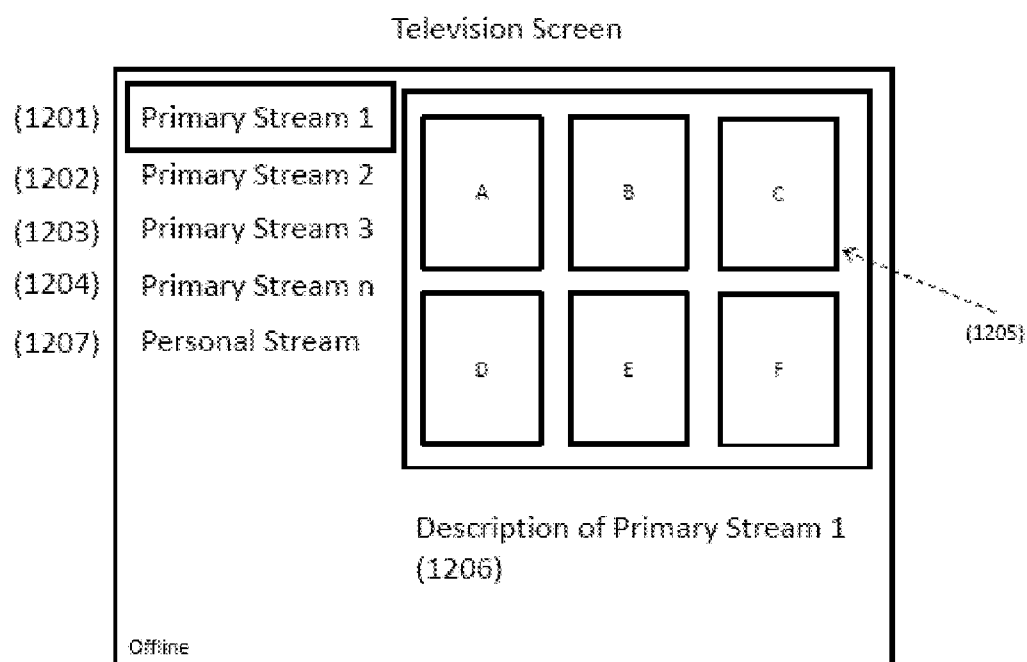 Television Screen
(1201) Primary Stream 1
(1202) Primary Stream 2
(1203) Primary Stream 3
(1204) Primary Stream n
(1207) Personal Stream
A B C
D E F
(1205)
Description of Primary Stream 1
(1206)
Offline